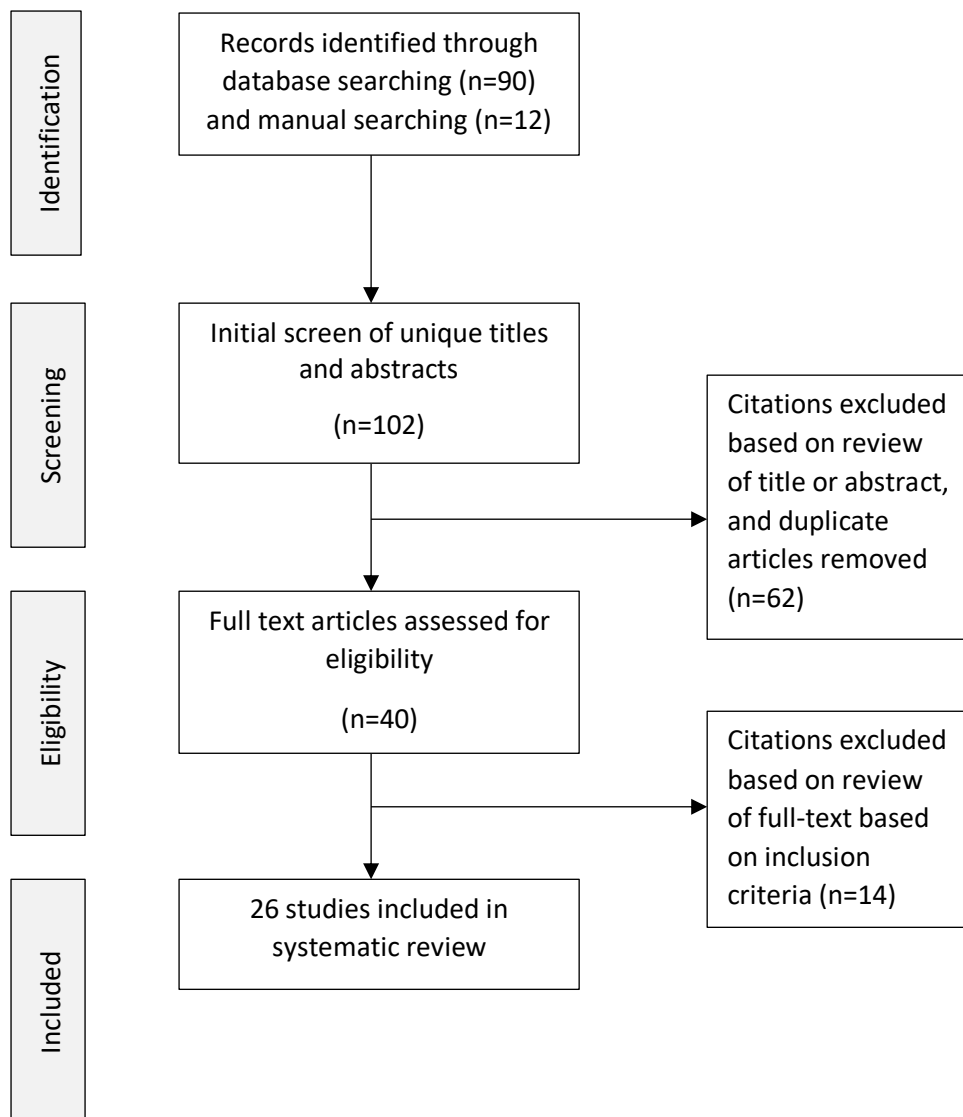 Identification
Records identified through
database searching (n=90)
and manual searching (n=12)
Screening
Initial screen of unique titles
and abstracts
(n=102)
Citations excluded
based on review
of title or abstract,
and duplicate
articles removed
(n=62)
Eligibility
Full text articles assessed for
eligibility
(n=40)
Citations excluded
based on review
of full-text based
on inclusion
criteria (n=14)
Included
26 studies included in
systematic review